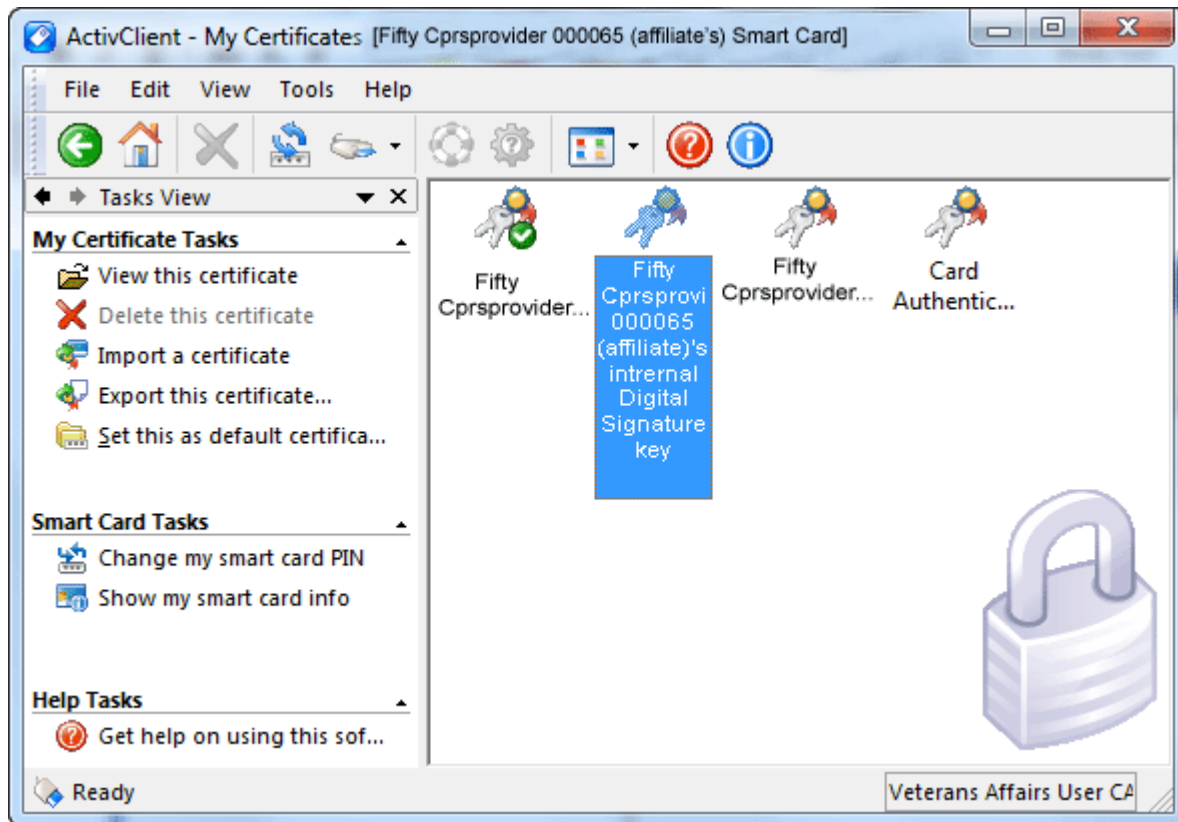 ActivClient - My Certificates [Fifty Cprsprovider 000065 (affiliate's) Smart Card]
File Edit View Tools Help
Tasks View
My Certificate Tasks
View this certificate
Delete this certificate
Import a certificate
Export this certificate...
Set this as default certifica...
Smart Card Tasks
Change my smart card PIN
Show my smart card info
Help Tasks
Get help on using this sof...
Fifty
Cprsprovider...
Fifty
Cprsprovi
000065
(affiliate)'s
intrernal
Digital
Signature
key
Fifty
Cprsprovider...
Card
Authentic...
Ready
Veterans Affairs User CA